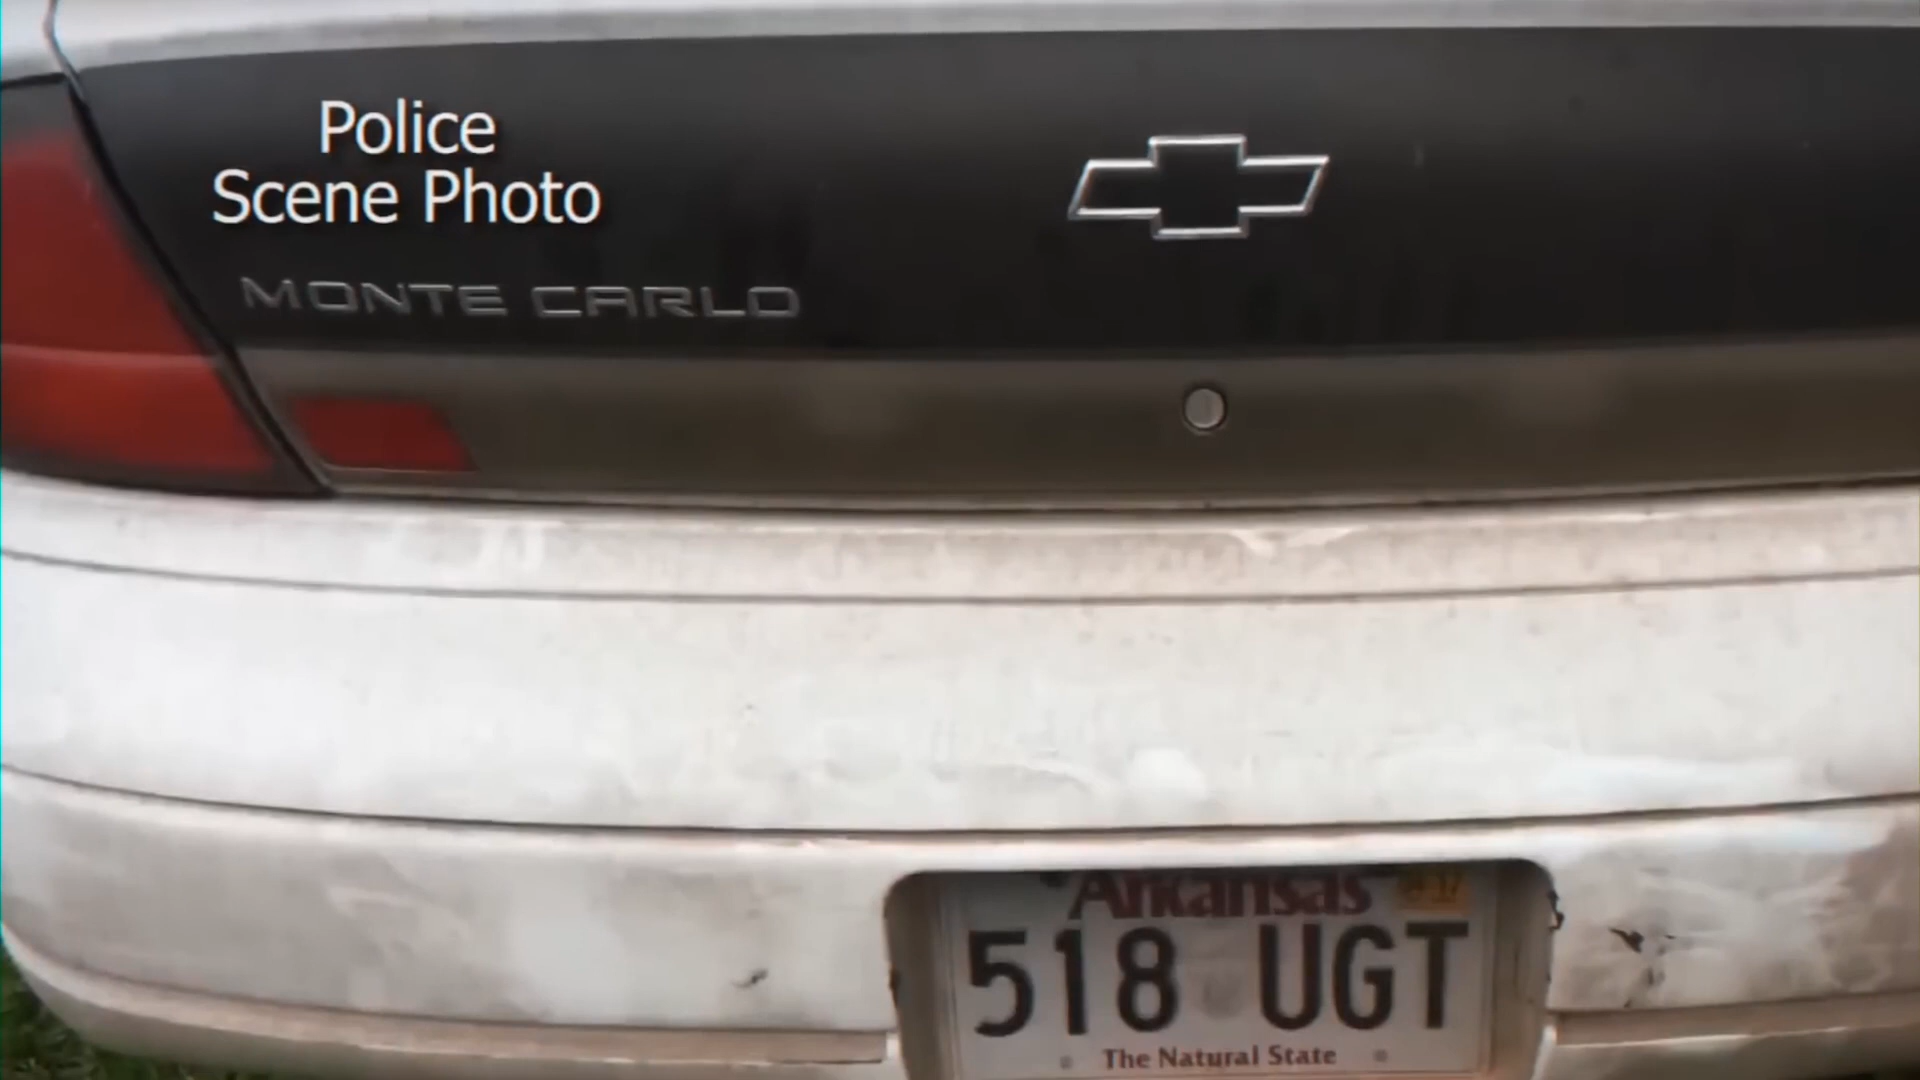 Police
Scene Photo
MONTE CARLO
Arkansas
518 UGT
The Natural State